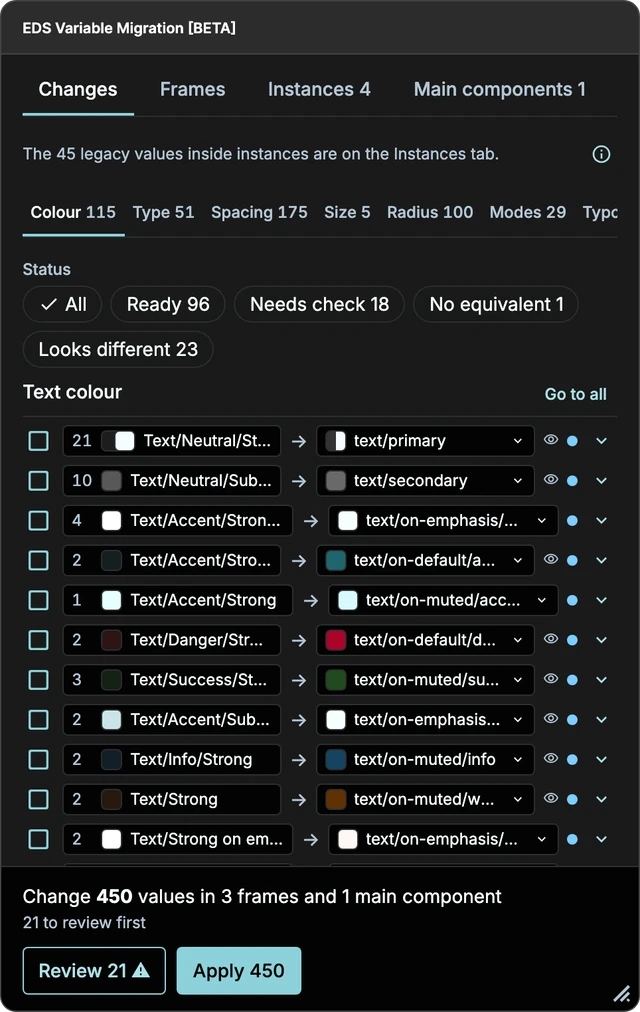 EDS Variable Migration [BETA]
Changes Frames Instances 4 Main components 1
The 45 legacy values inside instances are on the Instances tab.
Colour 115 Type 51 Spacing 175 Size 5 Radius 100 Modes 29 Typo
Status
All Ready 96 Needs check 18 No equivalent 1
Looks different 23
Text colour Go to all
21 Text/Neutral/St... → text/primary
10 Text/Neutral/Sub... → text/secondary
4 Text/Accent/Stron... → text/on-emphasis/...
2 Text/Accent/Stro... → text/on-default/a...
1 Text/Accent/Strong → text/on-muted/acc...
2 Text/Danger/Str... → text/on-default/d...
3 Text/Success/St... → text/on-muted/su...
2 Text/Accent/Sub... → text/on-emphasis...
2 Text/Info/Strong → text/on-muted/info
2 Text/Strong → text/on-muted/w...
2 Text/Strong on em... → text/on-emphasis/...
Change 450 values in 3 frames and 1 main component
21 to review first
Review 21 Apply 450